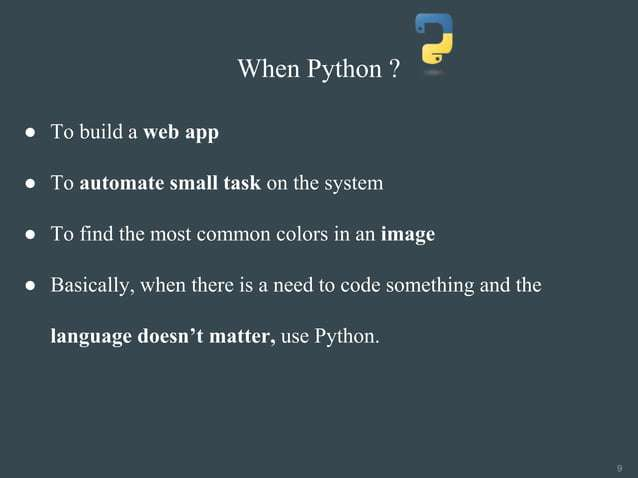 When Python ?
● To build a web app
● To automate small task on the system
● To find the most common colors in an image
● Basically, when there is a need to code something and the
language doesn’t matter, use Python.
9